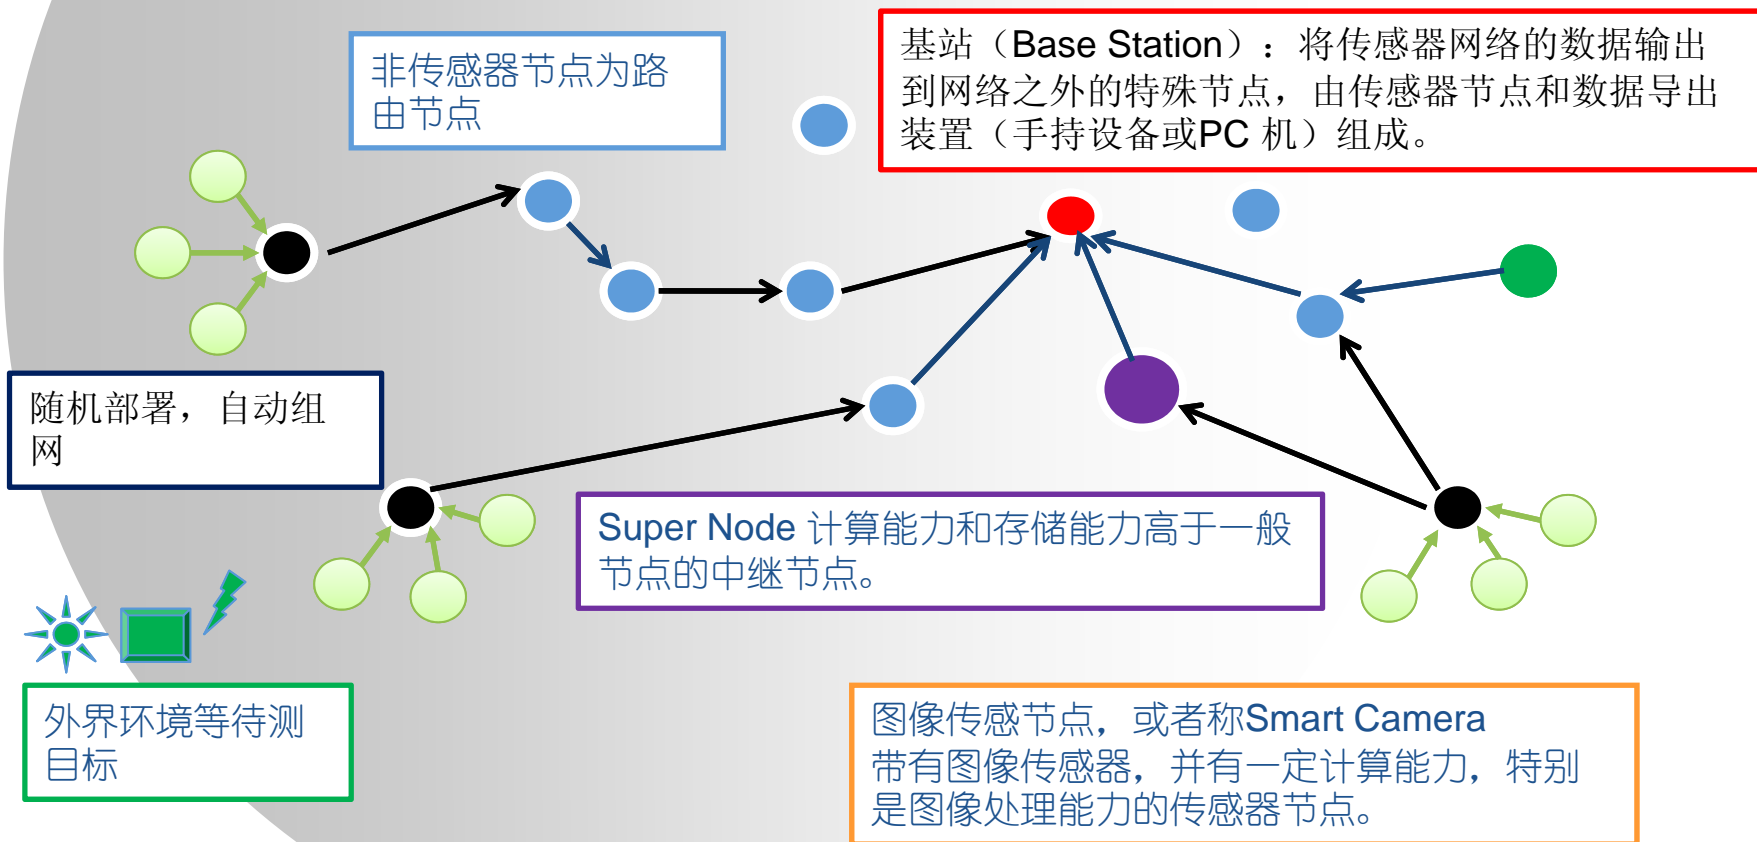 非传感器节点为路
由节点
基站（Base Station）：将传感器网络的数据输出
到网络之外的特殊节点，由传感器节点和数据导出
装置（手持设备或PC 机）组成。
随机部署，自动组
网
Super Node 计算能力和存储能力高于一般
节点的中继节点。
外界环境等待测
目标
图像传感节点，或者称Smart Camera
带有图像传感器，并有一定计算能力，特别
是图像处理能力的传感器节点。